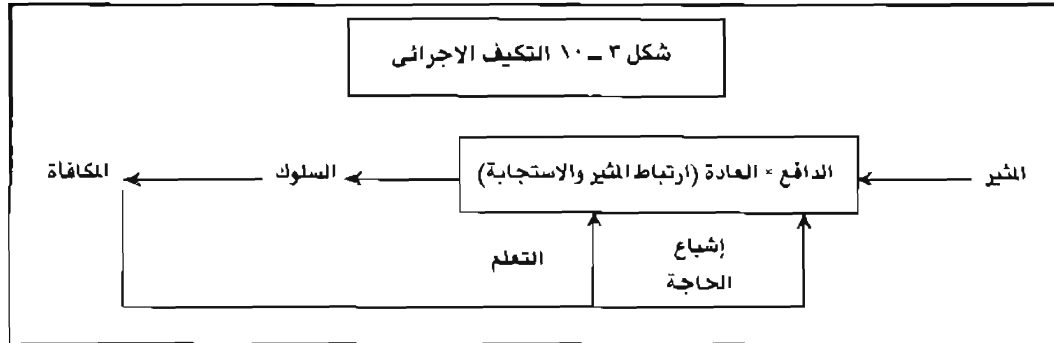 شكل ٣ – ١٠ التكيف الاجرائى
المثير
الدافع × العادة (ارتباط المثير والاستجابة)
السلوك
المكافأة
إشباع
الحاجة
التعلم